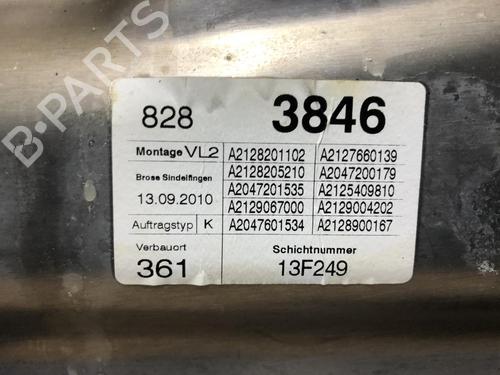 B-PARTS
828 3846
Montage VL2 A2128201102 A2127660139
Brose Sindelfingen A2128205210 A2047200179
13.09.2010 A2047201535 A2125409810
A2129067000 A2129004202
Auftragstyp K A2047601534 A2128900167
Verbauort Schichtnummer
361 13F249